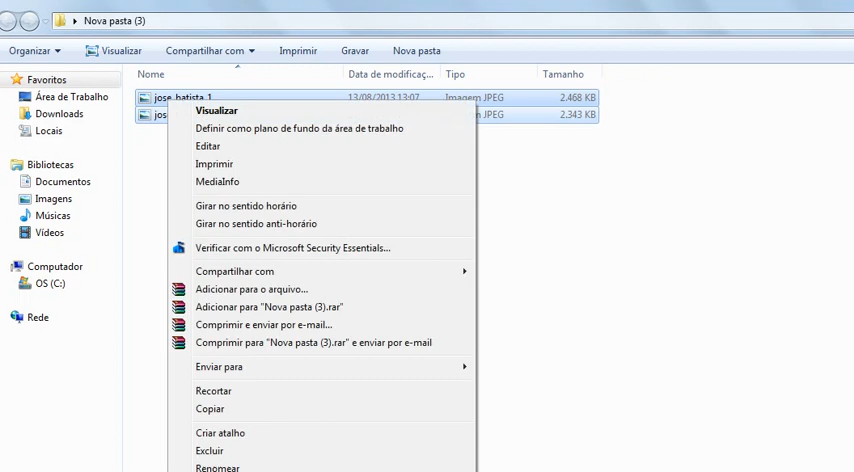 Nova pasta (3)
Organizar Visualizar Compartilhar com Imprimir Gravar Nova pasta
Nome Data de modificaç... Tipo Tamanho
Favoritos
Área de Trabalho
Downloads
Locais
Bibliotecas
Documentos
Imagens
Músicas
Vídeos
Computador
OS (C:)
Rede
jose_batista_1 13/08/2013 13:07 Imagem JPEG 2.468 KB
2.343 KB
Visualizar
Definir como plano de fundo da área de trabalho
Editar
Imprimir
MediaInfo
Girar no sentido horário
Girar no sentido anti-horário
Verificar com o Microsoft Security Essentials...
Compartilhar com
Adicionar para o arquivo...
Adicionar para "Nova pasta (3).rar"
Comprimir e enviar por e-mail...
Comprimir para "Nova pasta (3).rar" e enviar por e-mail
Enviar para
Recortar
Copiar
Criar atalho
Excluir
Renomear